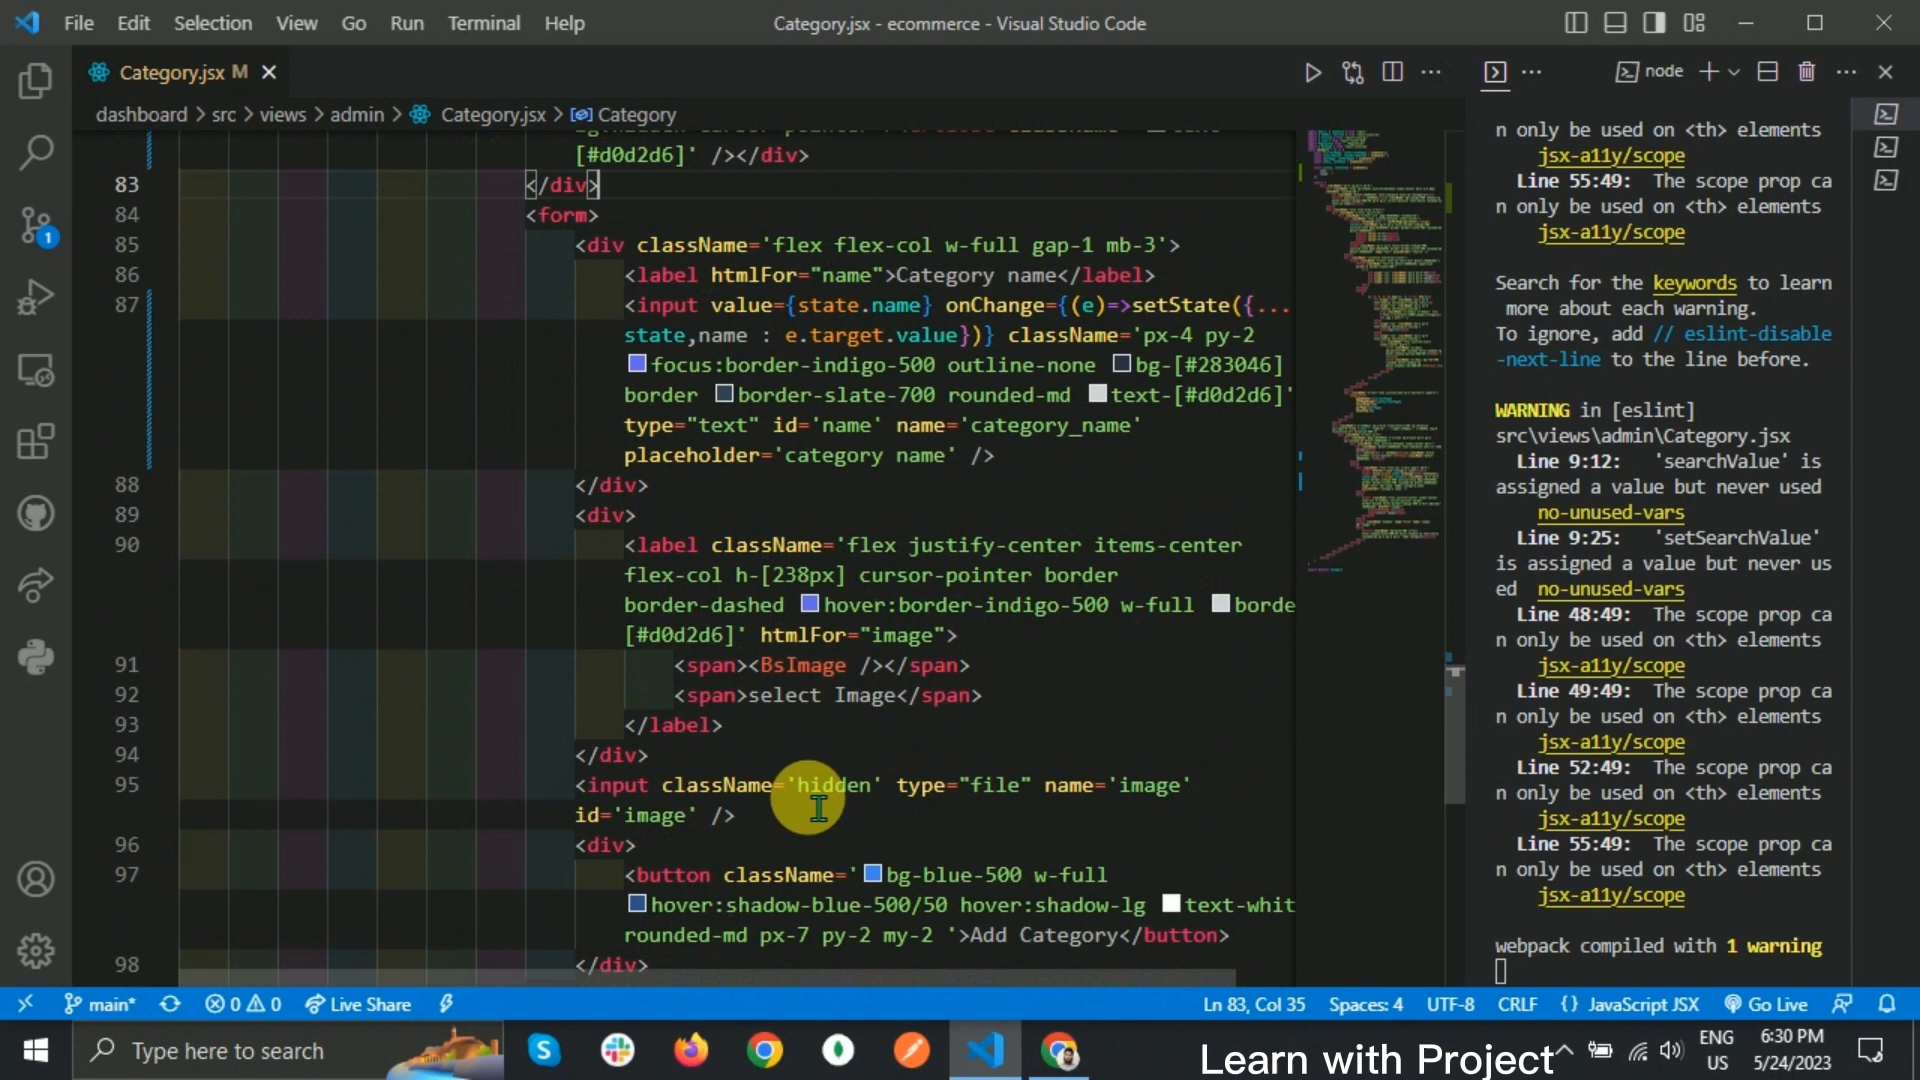 File Edit Selection View Go Run Terminal Help Category.jsx - ecommerce - Visual Studio Code
Category.jsx M
node
dashboard > src > views > admin > Category.jsx > Category
[#d0d2d6]' /></div>
83 </div>
84 <form>
85 <div className='flex flex-col w-full gap-1 mb-3'>
86 <label htmlFor="name">Category name</label>
87 <input value={state.name} onChange={(e)=>setState({...
state,name : e.target.value})} className='px-4 py-2
focus:border-indigo-500 outline-none bg-[#283046]
border border-slate-700 rounded-md text-[#d0d2d6]'
type="text" id='name' name='category_name'
placeholder='category name' />
88 </div>
89 <div>
90 <label className='flex justify-center items-center
flex-col h-[238px] cursor-pointer border
border-dashed hover:border-indigo-500 w-full borde
[#d0d2d6]' htmlFor="image">
91 <span><BsImage /></span>
92 <span>select Image</span>
93 </label>
94 </div>
95 <input className='hidden' type="file" name='image'
id='image' />
96 <div>
97 <button className=' bg-blue-500 w-full
hover:shadow-blue-500/50 hover:shadow-lg text-whit
rounded-md px-7 py-2 my-2 '>Add Category</button>
98 </div>
n only be used on <th> elements
jsx-a11y/scope
Line 55:49: The scope prop ca
n only be used on <th> elements
jsx-a11y/scope
Search for the keywords to learn
more about each warning.
To ignore, add // eslint-disable
-next-line to the line before.
WARNING in [eslint]
src\views\admin\Category.jsx
Line 9:12: 'searchValue' is
assigned a value but never used
no-unused-vars
Line 9:25: 'setSearchValue'
is assigned a value but never us
ed no-unused-vars
Line 48:49: The scope prop ca
n only be used on <th> elements
jsx-a11y/scope
Line 49:49: The scope prop ca
n only be used on <th> elements
jsx-a11y/scope
Line 52:49: The scope prop ca
n only be used on <th> elements
jsx-a11y/scope
Line 55:49: The scope prop ca
n only be used on <th> elements
jsx-a11y/scope
webpack compiled with 1 warning
1
main* 0 0 Live Share Ln 83, Col 35 Spaces: 4 UTF-8 CRLF {} JavaScript JSX Go Live
Type here to search
Learn with Project
ENG
US
6:30 PM
5/24/2023